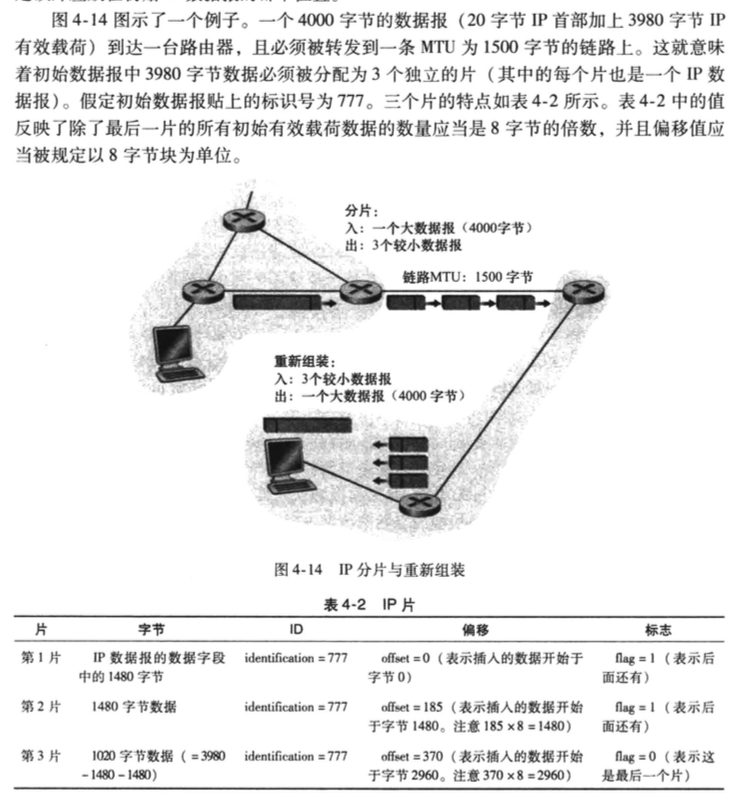 图 4-14 图示了一个例子。一个 4000 字节的数据报（20 字节 IP 首部加上 3980 字节 IP
有效载荷）到达一台路由器，且必须被转发到一条 MTU 为 1500 字节的链路上。这就意味
着初始数据报中 3980 字节数据必须被分配为 3 个独立的片（其中的每个片也是一个 IP 数
据报）。假定初始数据报贴上的标识号为 777。三个片的特点如表 4-2 所示。表 4-2 中的值
反映了除了最后一片的所有初始有效载荷数据的数量应当是 8 字节的倍数，并且偏移值应
当被规定以 8 字节块为单位。
分片：
入：一个大数据报（4000字节）
出：3个较小数据报
链路MTU：1500 字节
重新组装：
入：3个较小数据报
出：一个大数据报（4000 字节）
图 4-14 IP 分片与重新组装
表 4-2 IP 片
片 字节 ID 偏移 标志
第 1 片 IP 数据报的数据字段 identification = 777 offset = 0（表示插入的数据开始于 flag = 1（表示后
中的 1480 字节 字节 0） 面还有）
第 2 片 1480 字节数据 identification = 777 offset = 185（表示插入的数据开始 flag = 1（表示后
于字节 1480。注意 185 × 8 = 1480） 面还有）
第 3 片 1020 字节数据（ = 3980 identification = 777 offset = 370（表示插入的数据开始 flag = 0（表示这
- 1480 - 1480） 于字节 2960。注意 370 × 8 = 2960） 是最后一个片）